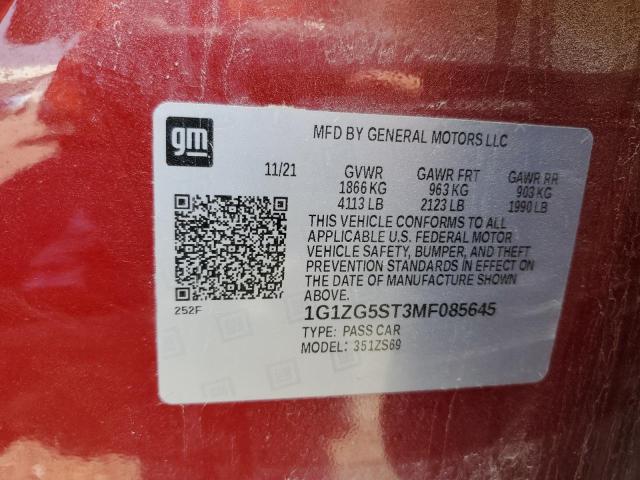 gm
MFD BY GENERAL MOTORS LLC
11/21 GVWR GAWR FRT GAWR RR
1866 KG 963 KG 903 KG
4113 LB 2123 LB 1990 LB
THIS VEHICLE CONFORMS TO ALL
APPLICABLE U.S. FEDERAL MOTOR
VEHICLE SAFETY, BUMPER, AND THEFT
PREVENTION STANDARDS IN EFFECT ON
THE DATE OF MANUFACTURE SHOWN
ABOVE.
252F
1G1ZG5ST3MF085645
TYPE: PASS CAR
MODEL: 351ZS69